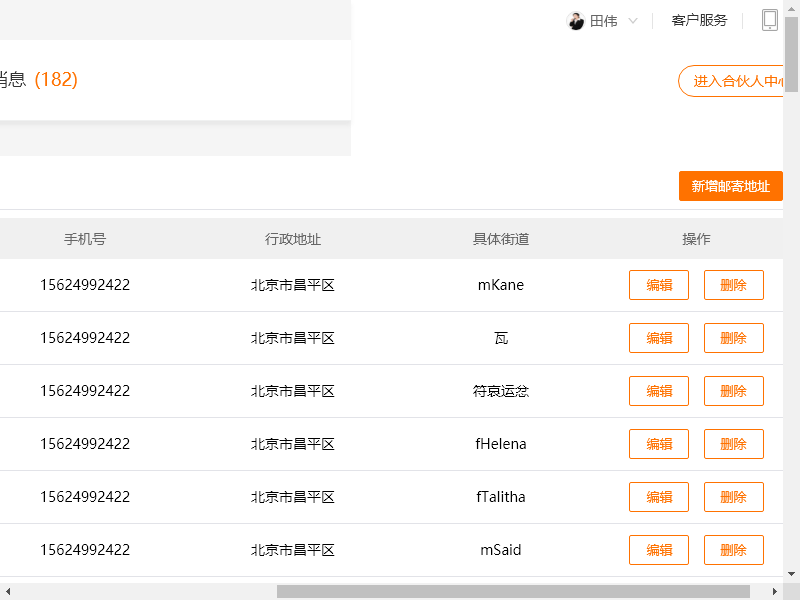 田伟 客户服务
消息 (182)
进入合伙人中心
新增邮寄地址
手机号 行政地址 具体街道 操作
15624992422 北京市昌平区 mKane 编辑 删除
15624992422 北京市昌平区 瓦 编辑 删除
15624992422 北京市昌平区 符哀运忿 编辑 删除
15624992422 北京市昌平区 fHelena 编辑 删除
15624992422 北京市昌平区 fTalitha 编辑 删除
15624992422 北京市昌平区 mSaid 编辑 删除